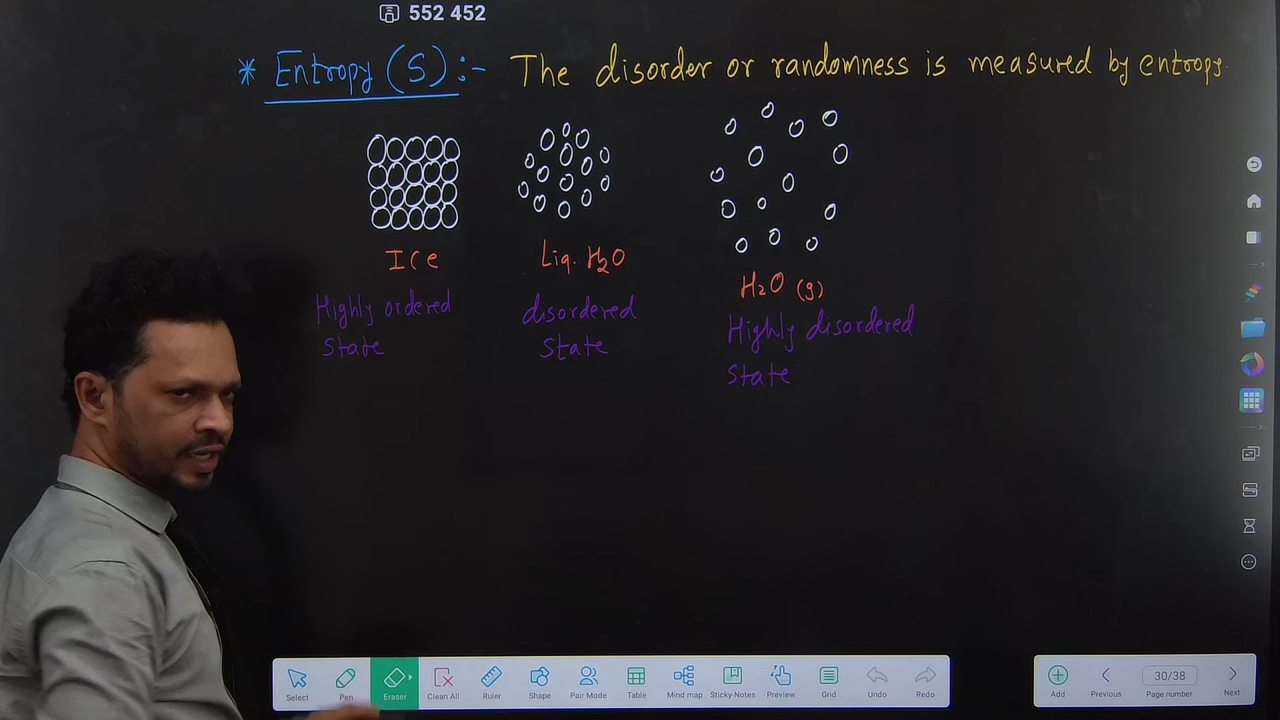 552 452
* Entropy (S) :- The disorder or randomness is measured by entropy.
Ice
Liq. H2O
H2O (g)
Highly ordered
State
disordered
State
Highly disordered
State
Select
Pen
Eraser
Clean All
Ruler
Shape
Pair Mode
Table
Mind map
Sticky-Notes
Preview
Grid
Undo
Redo
Add
Previous
30/38
Page number
Next